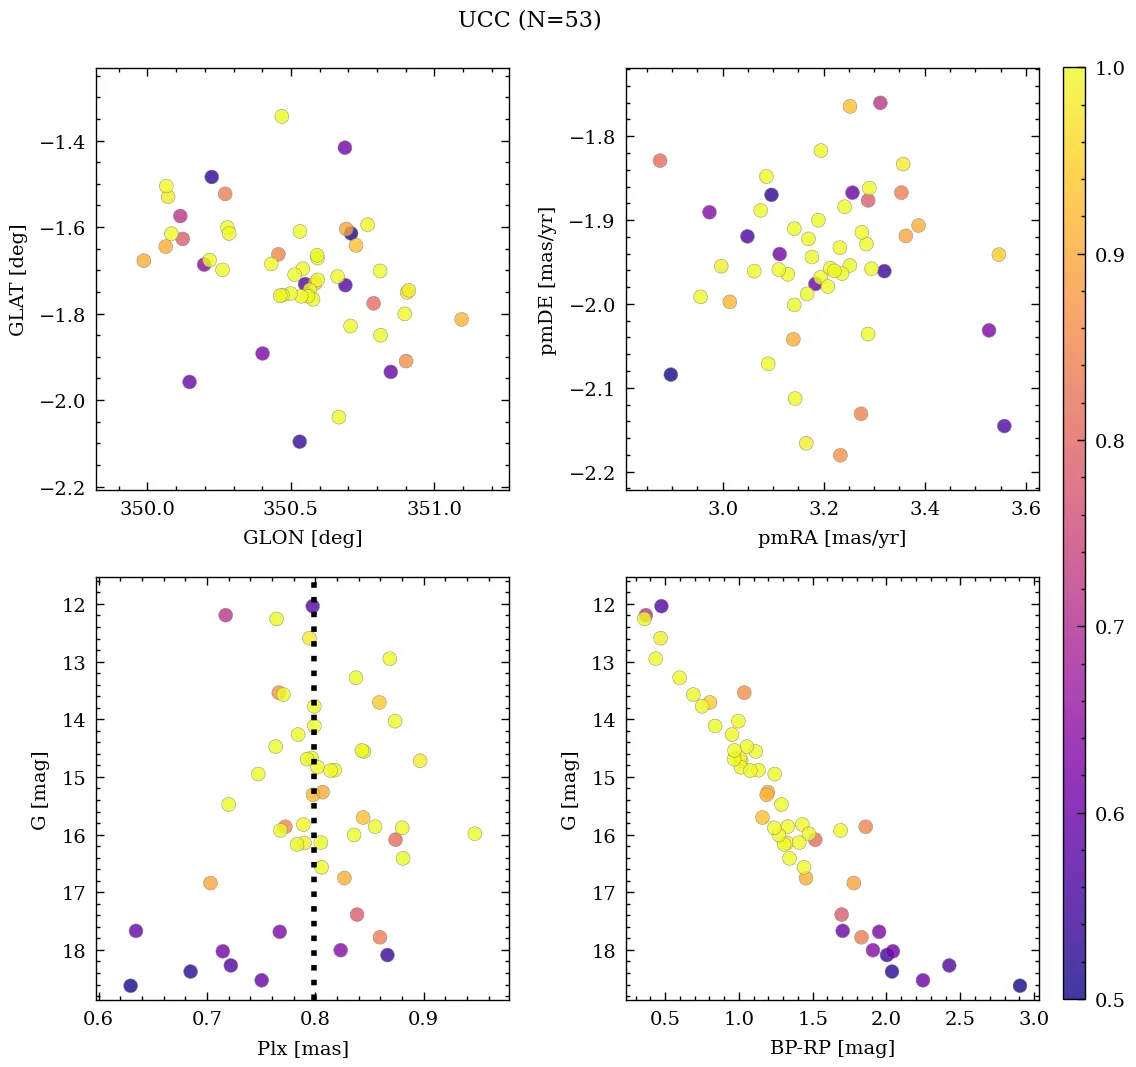 UCC (N=53)
−1.4
−1.6
−1.8
−2.0
−2.2
GLAT [deg]
350.0 350.5 351.0
GLON [deg]
−1.8
−1.9
−2.0
−2.1
−2.2
pmDE [mas/yr]
3.0 3.2 3.4 3.6
pmRA [mas/yr]
12
13
14
15
16
17
18
G [mag]
0.6 0.7 0.8 0.9
Plx [mas]
12
13
14
15
16
17
18
G [mag]
0.5 1.0 1.5 2.0 2.5 3.0
BP-RP [mag]
1.0
0.9
0.8
0.7
0.6
0.5